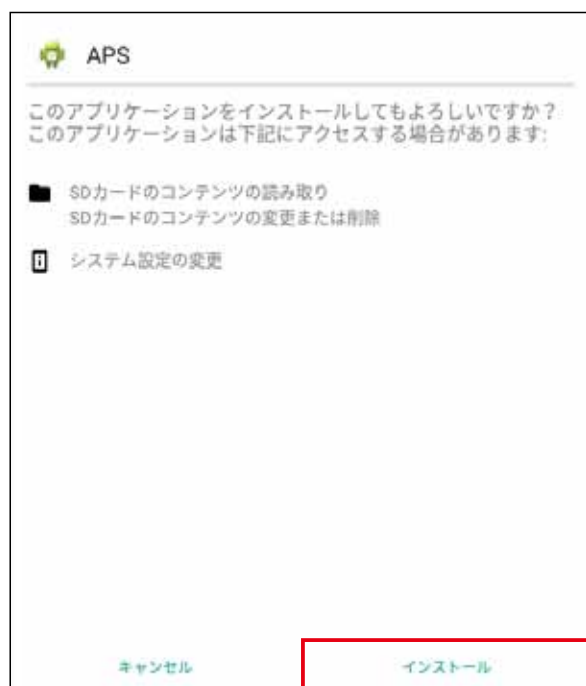 APS
このアプリケーションをインストールしてもよろしいですか？
このアプリケーションは下記にアクセスする場合があります:
SDカードのコンテンツの読み取り
SDカードのコンテンツの変更または削除
システム設定の変更
キャンセル
インストール